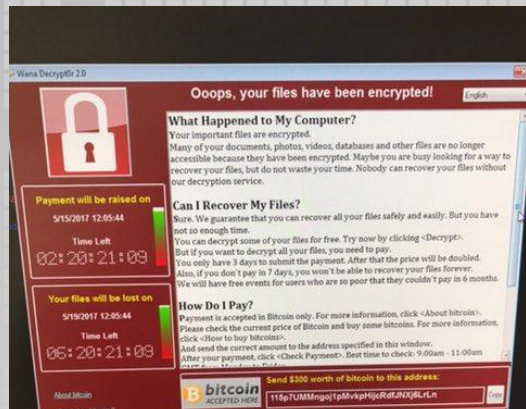 Wana Decrypt0r 2.0
Ooops, your files have been encrypted!
English
What Happened to My Computer?
Your important files are encrypted.
Many of your documents, photos, videos, databases and other files are no longer
accessible because they have been encrypted. Maybe you are busy looking for a way to
recover your files, but do not waste your time. Nobody can recover your files without
our decryption service.
Can I Recover My Files?
Sure. We guarantee that you can recover all your files safely and easily. But you have
not so enough time.
You can decrypt some of your files for free. Try now by clicking <Decrypt>.
But if you want to decrypt all your files, you need to pay.
You only have 3 days to submit the payment. After that the price will be doubled.
Also, if you don't pay in 7 days, you won't be able to recover your files forever.
We will have free events for users who are so poor that they couldn't pay in 6 months.
How Do I Pay?
Payment is accepted in Bitcoin only. For more information, click <About bitcoin>.
Please check the current price of Bitcoin and buy some bitcoins. For more information,
click <How to buy bitcoins>.
And send the correct amount to the address specified in this window.
After your payment, click <Check Payment>. Best time to check: 9:00am - 11:00am
GMT from Monday to Friday.
Payment will be raised on
5/15/2017 12:05:44
Time Left
02:20:21:09
Your files will be lost on
5/19/2017 12:05:44
Time Left
06:20:21:09
About bitcoin
bitcoin
ACCEPTED HERE
Send $300 worth of bitcoin to this address:
Copy